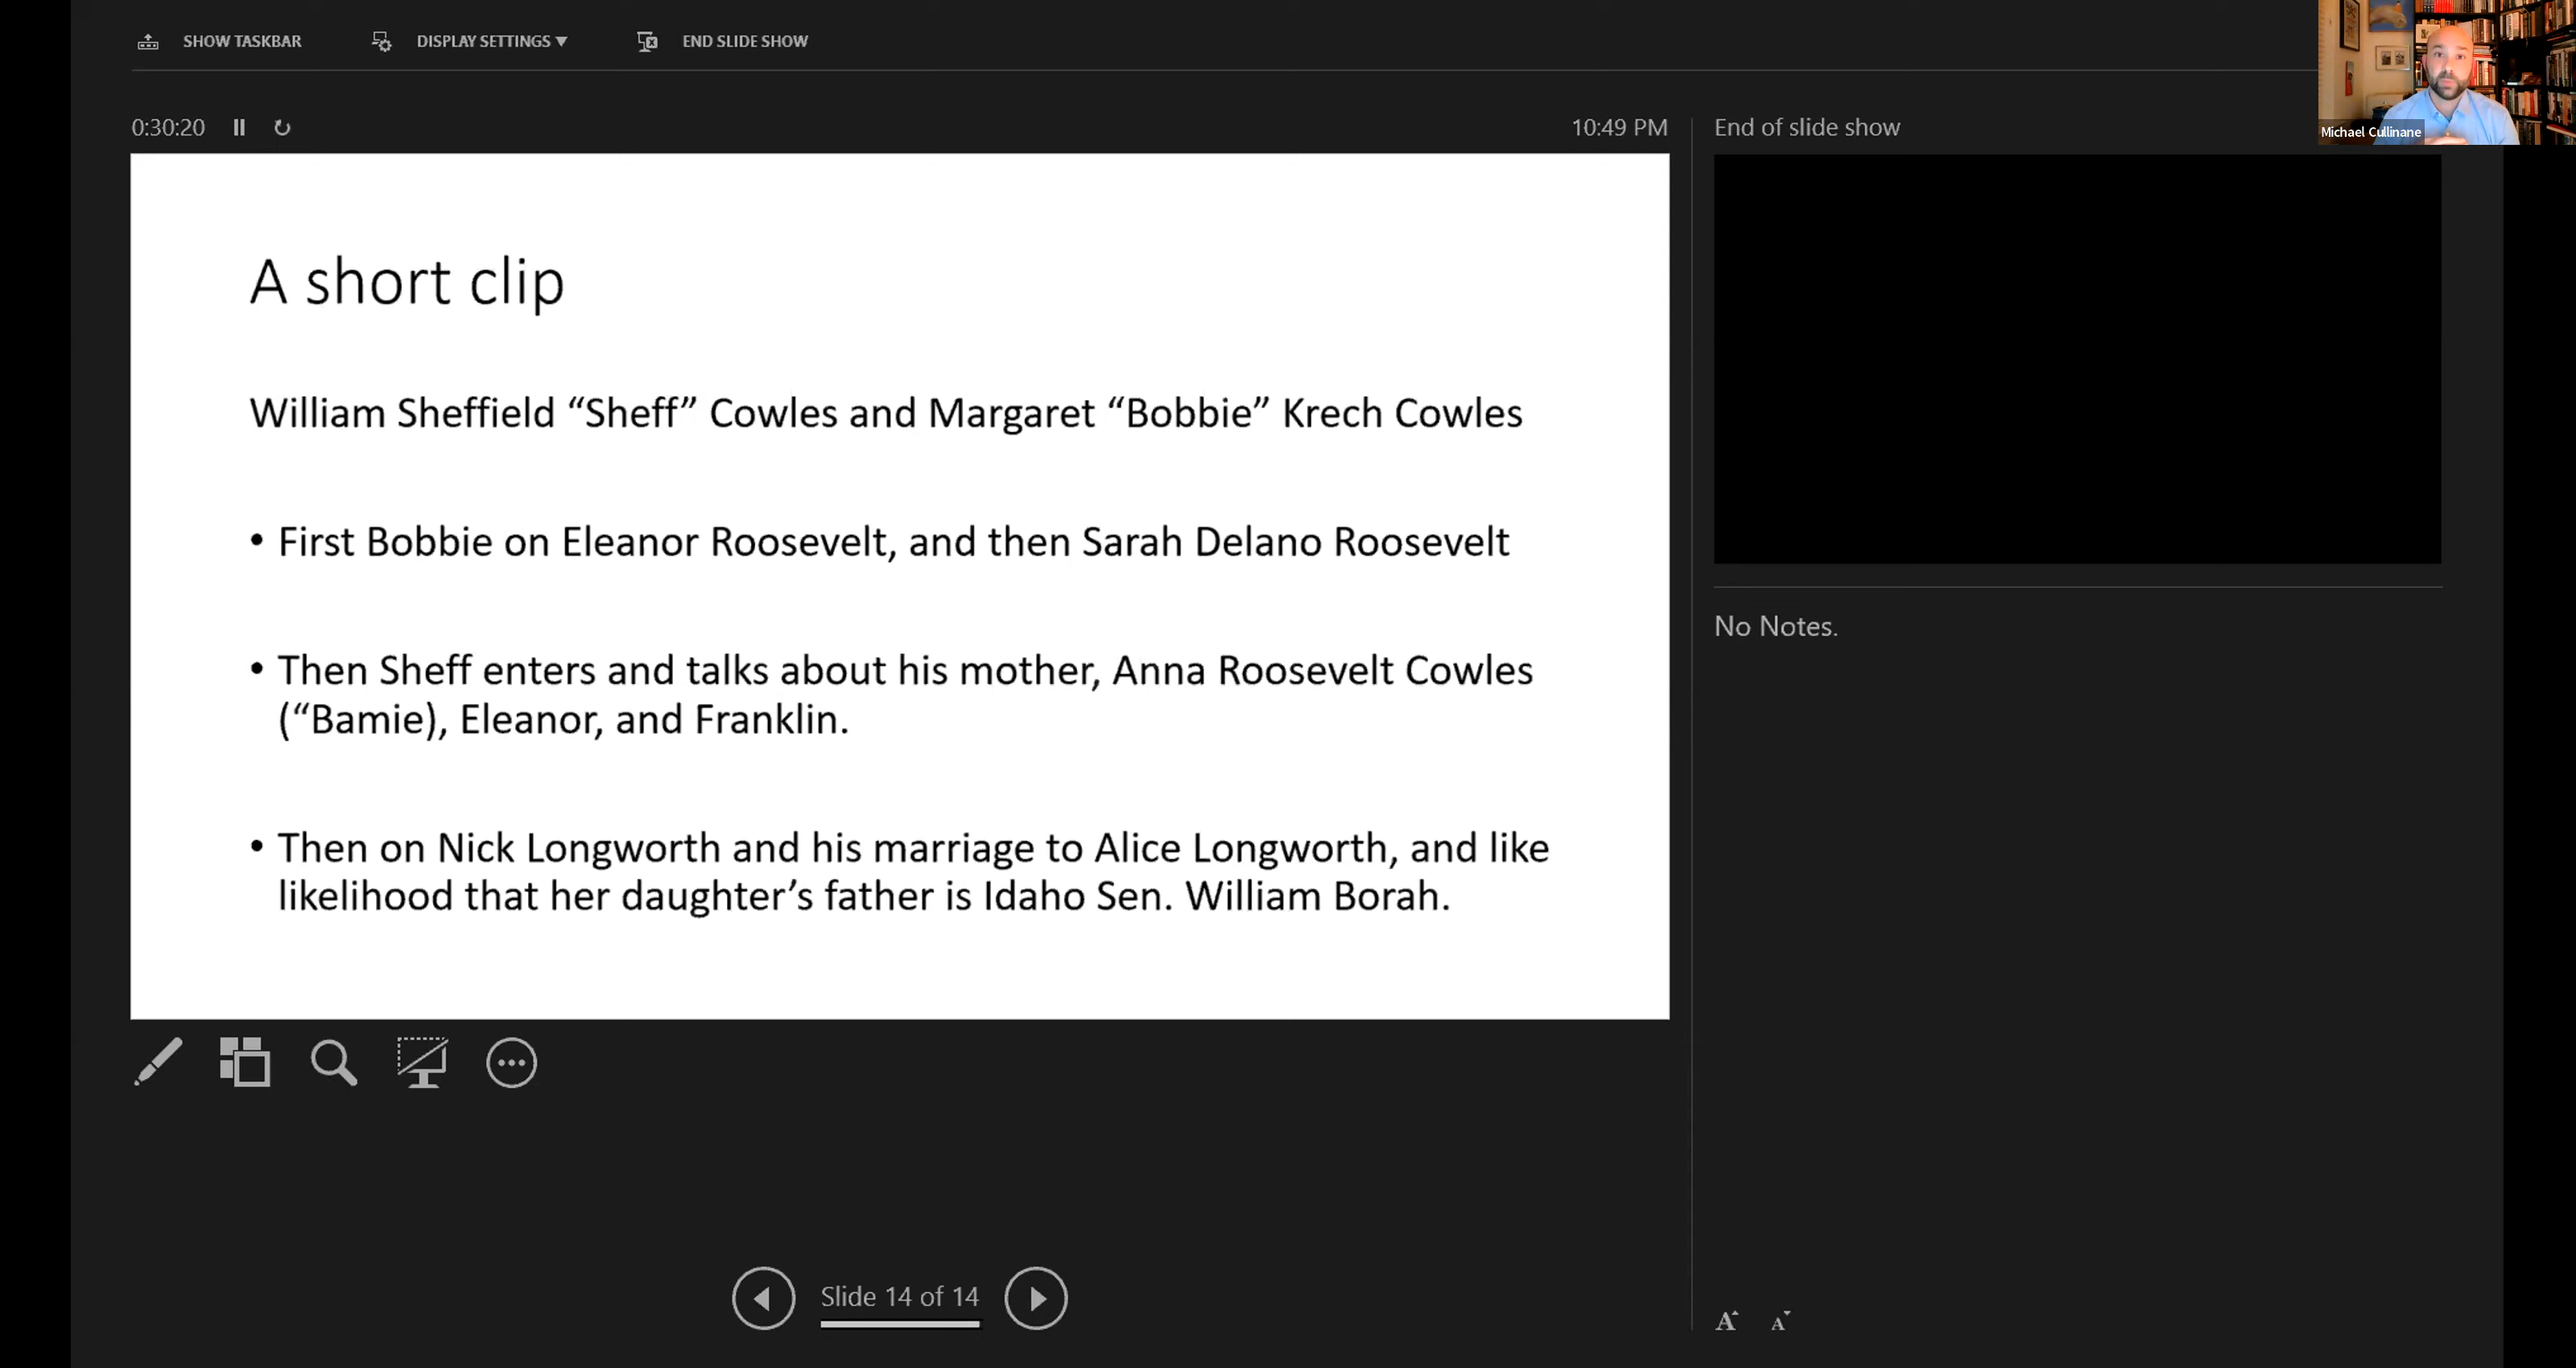 SHOW TASKBAR
DISPLAY SETTINGS ▼
END SLIDE SHOW
0:30:20
10:49 PM
End of slide show
Michael Cullinane
A short clip
William Sheffield “Sheff” Cowles and Margaret “Bobbie” Krech Cowles
• First Bobbie on Eleanor Roosevelt, and then Sarah Delano Roosevelt
• Then Sheff enters and talks about his mother, Anna Roosevelt Cowles
(“Bamie), Eleanor, and Franklin.
• Then on Nick Longworth and his marriage to Alice Longworth, and like
likelihood that her daughter’s father is Idaho Sen. William Borah.
No Notes.
Slide 14 of 14
A A